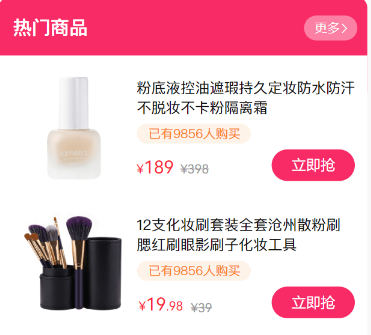 热门商品
更多>
粉底液控油遮瑕持久定妆防水防汗
不脱妆不卡粉隔离霜
已有9856人购买
¥189 ¥398
立即抢
12支化妆刷套装全套沧州散粉刷
腮红刷眼影刷子化妆工具
已有9856人购买
¥19.98 ¥39
立即抢